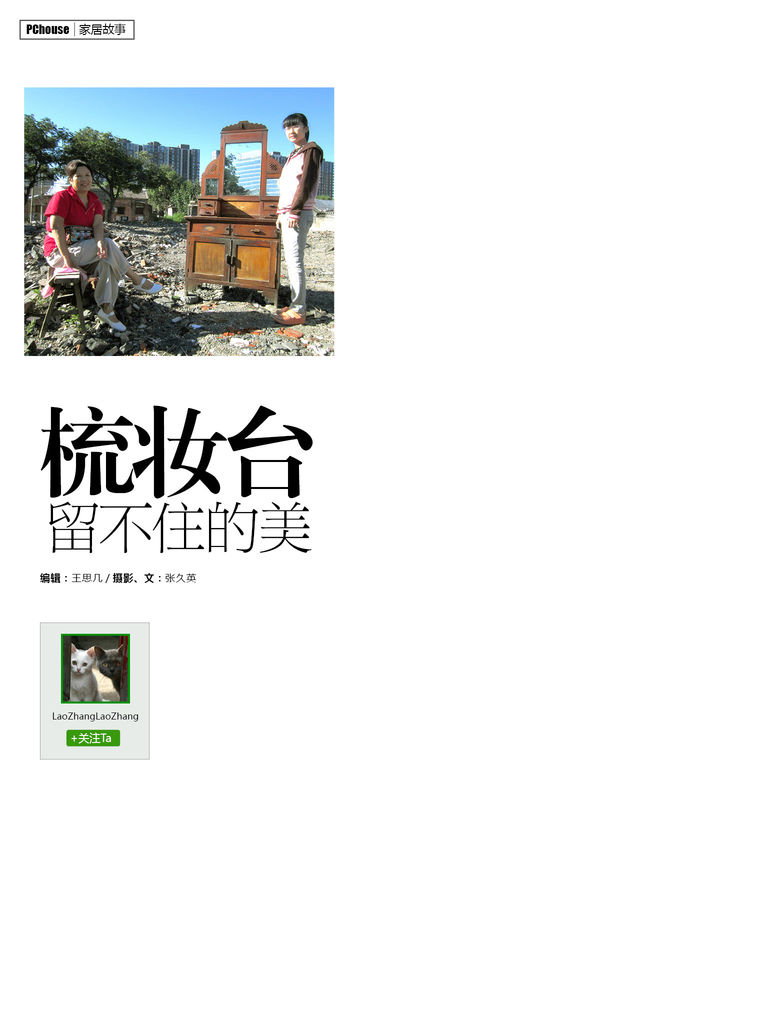 PChouse | 家居故事
梳妆台
留不住的美
编辑：王思几 / 摄影、文：张久英
LaoZhangLaoZhang
+关注Ta